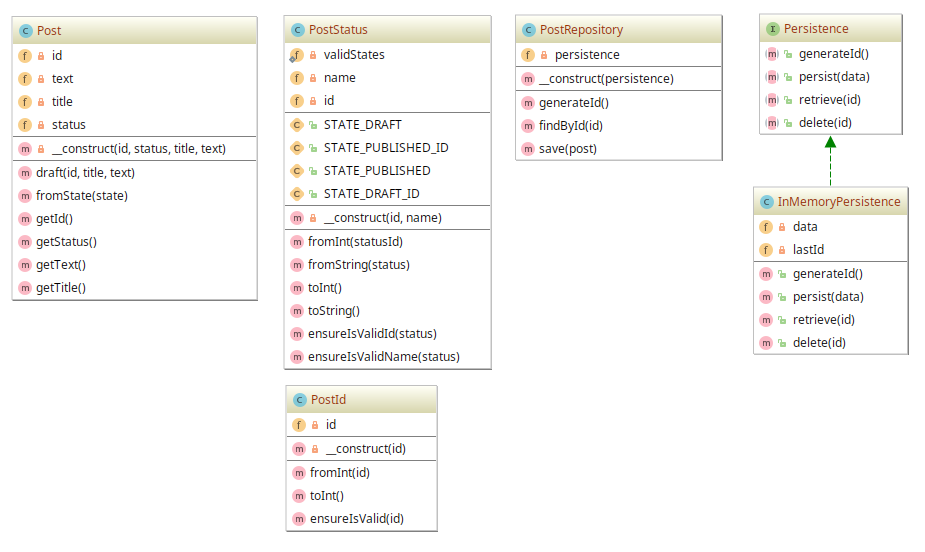 Post
id
text
title
status
__construct(id, status, title, text)
draft(id, title, text)
fromState(state)
getId()
getStatus()
getText()
getTitle()
PostStatus
validStates
name
id
STATE_DRAFT
STATE_PUBLISHED_ID
STATE_PUBLISHED
STATE_DRAFT_ID
__construct(id, name)
fromInt(statusId)
fromString(status)
toInt()
toString()
ensureIsValidId(status)
ensureIsValidName(status)
PostId
id
__construct(id)
fromInt(id)
toInt()
ensureIsValid(id)
PostRepository
persistence
__construct(persistence)
generateId()
findById(id)
save(post)
Persistence
generateId()
persist(data)
retrieve(id)
delete(id)
InMemoryPersistence
data
lastId
generateId()
persist(data)
retrieve(id)
delete(id)